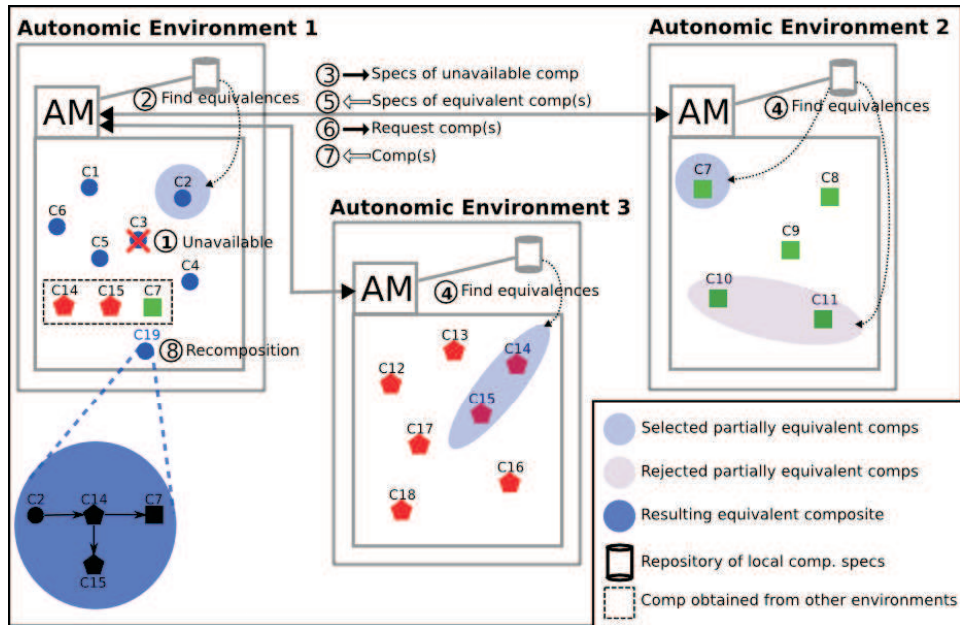 Autonomic Environment 1
AM
② Find equivalences
C1
C2
C6
C3
① Unavailable
C5
C4
C14 C15 C7
C19
⑧ Recomposition
C2 C14 C7
C15
③ Specs of unavailable comp
⑤ Specs of equivalent comp(s)
⑥ Request comp(s)
⑦ Comp(s)
Autonomic Environment 2
AM
④ Find equivalences
C7
C8
C9
C10
C11
Autonomic Environment 3
AM
④ Find equivalences
C13
C14
C12
C15
C17
C16
C18
Selected partially equivalent comps
Rejected partially equivalent comps
Resulting equivalent composite
Repository of local comp. specs
Comp obtained from other environments